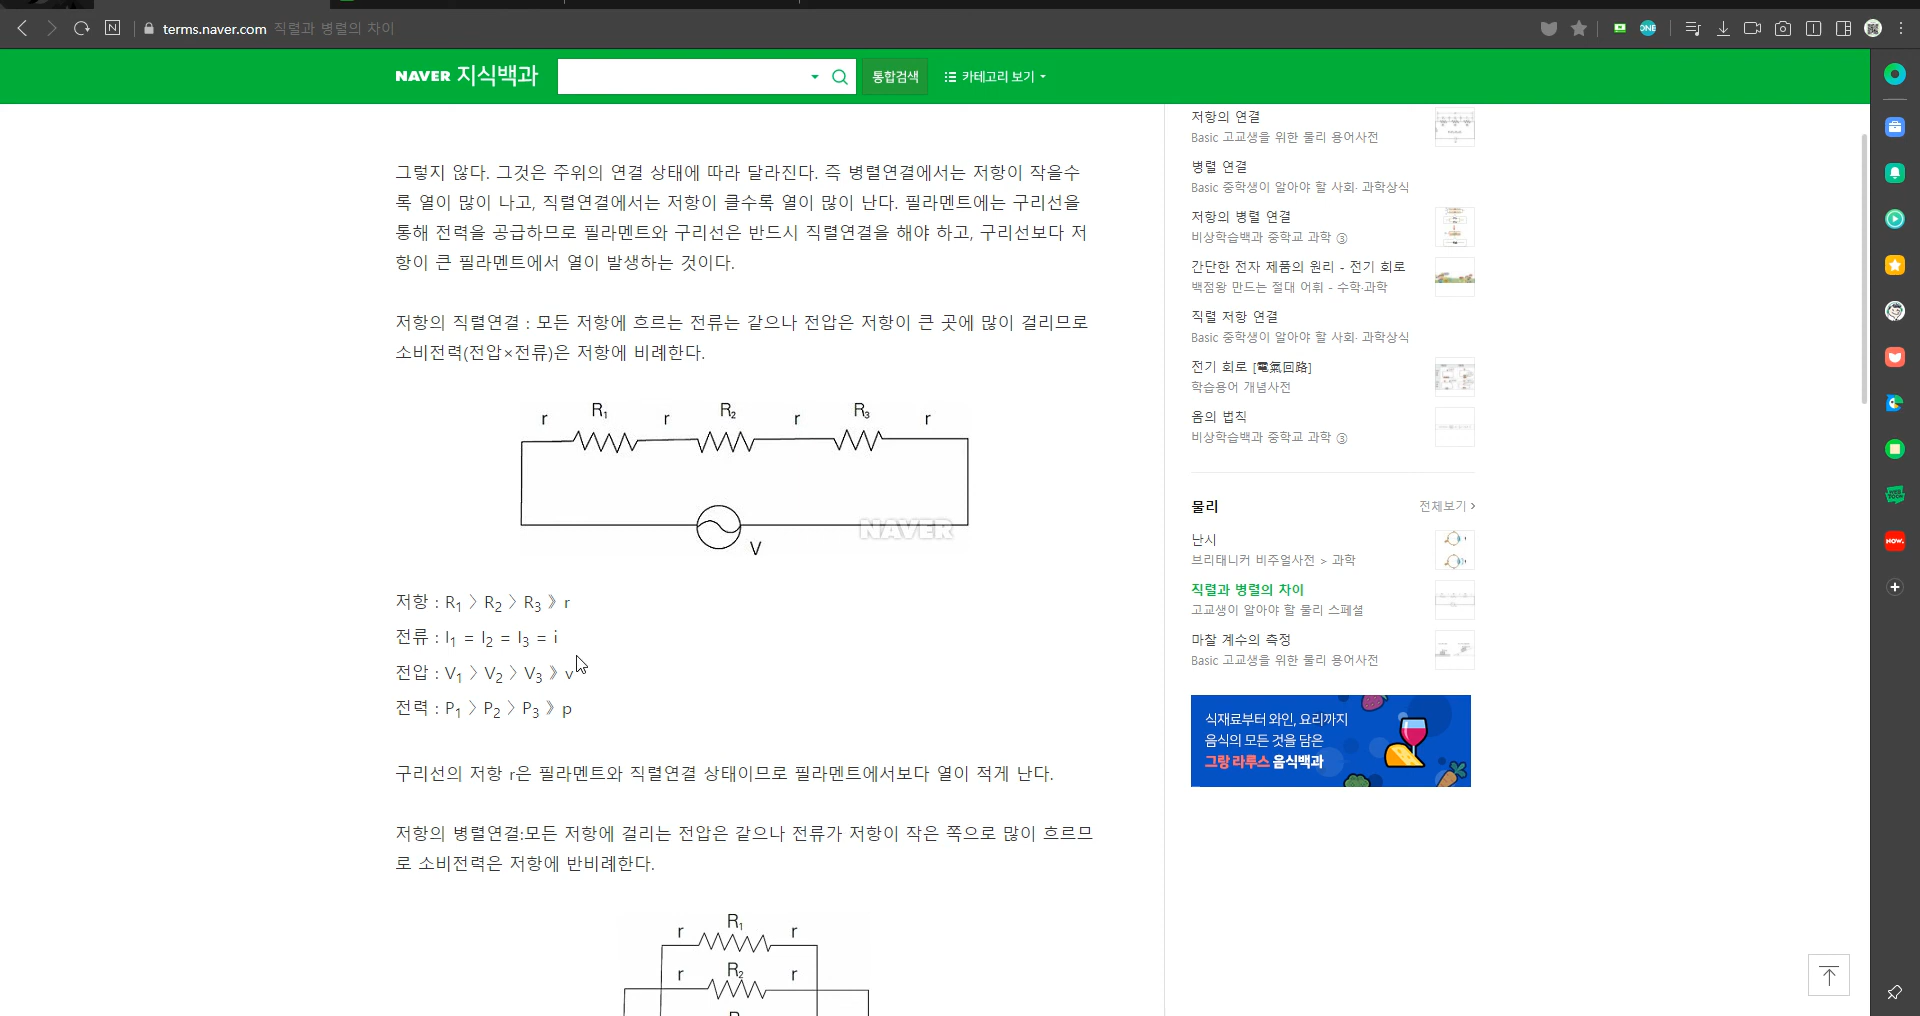 terms.naver.com 직렬과 병렬의 차이
NAVER 지식백과
통합검색
카테고리 보기
그렇지 않다. 그것은 주위의 연결 상태에 따라 달라진다. 즉 병렬연결에서는 저항이 작을수
록 열이 많이 나고, 직렬연결에서는 저항이 클수록 열이 많이 난다. 필라멘트에는 구리선을
통해 전력을 공급하므로 필라멘트와 구리선은 반드시 직렬연결을 해야 하고, 구리선보다 저
항이 큰 필라멘트에서 열이 발생하는 것이다.
저항의 직렬연결 : 모든 저항에 흐르는 전류는 같으나 전압은 저항이 큰 곳에 많이 걸리므로
소비전력(전압×전류)은 저항에 비례한다.
r R₁ r R₂ r R₃ r
V
NAVER
저항 : R₁ 〉 R₂ 〉 R₃ 》 r
전류 : I₁ = I₂ = I₃ = i
전압 : V₁ 〉 V₂ 〉 V₃ 》 v
전력 : P₁ 〉 P₂ 〉 P₃ 》 p
구리선의 저항 r은 필라멘트와 직렬연결 상태이므로 필라멘트에서보다 열이 적게 난다.
저항의 병렬연결:모든 저항에 걸리는 전압은 같으나 전류가 저항이 작은 쪽으로 많이 흐르므
로 소비전력은 저항에 반비례한다.
r R₁ r
r R₂ r
저항의 연결
Basic 고교생을 위한 물리 용어사전
병렬 연결
Basic 중학생이 알아야 할 사회· 과학상식
저항의 병렬 연결
비상학습백과 중학교 과학 ③
간단한 전자 제품의 원리 - 전기 회로
백점왕 만드는 절대 어휘 - 수학·과학
직렬 저항 연결
Basic 중학생이 알아야 할 사회· 과학상식
전기 회로 [電氣回路]
학습용어 개념사전
옴의 법칙
비상학습백과 중학교 과학 ③
물리
전체보기 >
난시
브리태니커 비주얼사전 > 과학
직렬과 병렬의 차이
고교생이 알아야 할 물리 스페셜
마찰 계수의 측정
Basic 고교생을 위한 물리 용어사전
식재료부터 와인, 요리까지
음식의 모든 것을 담은
그랑 라루스 음식백과
N
ONE
WEB
TOON
NOW.